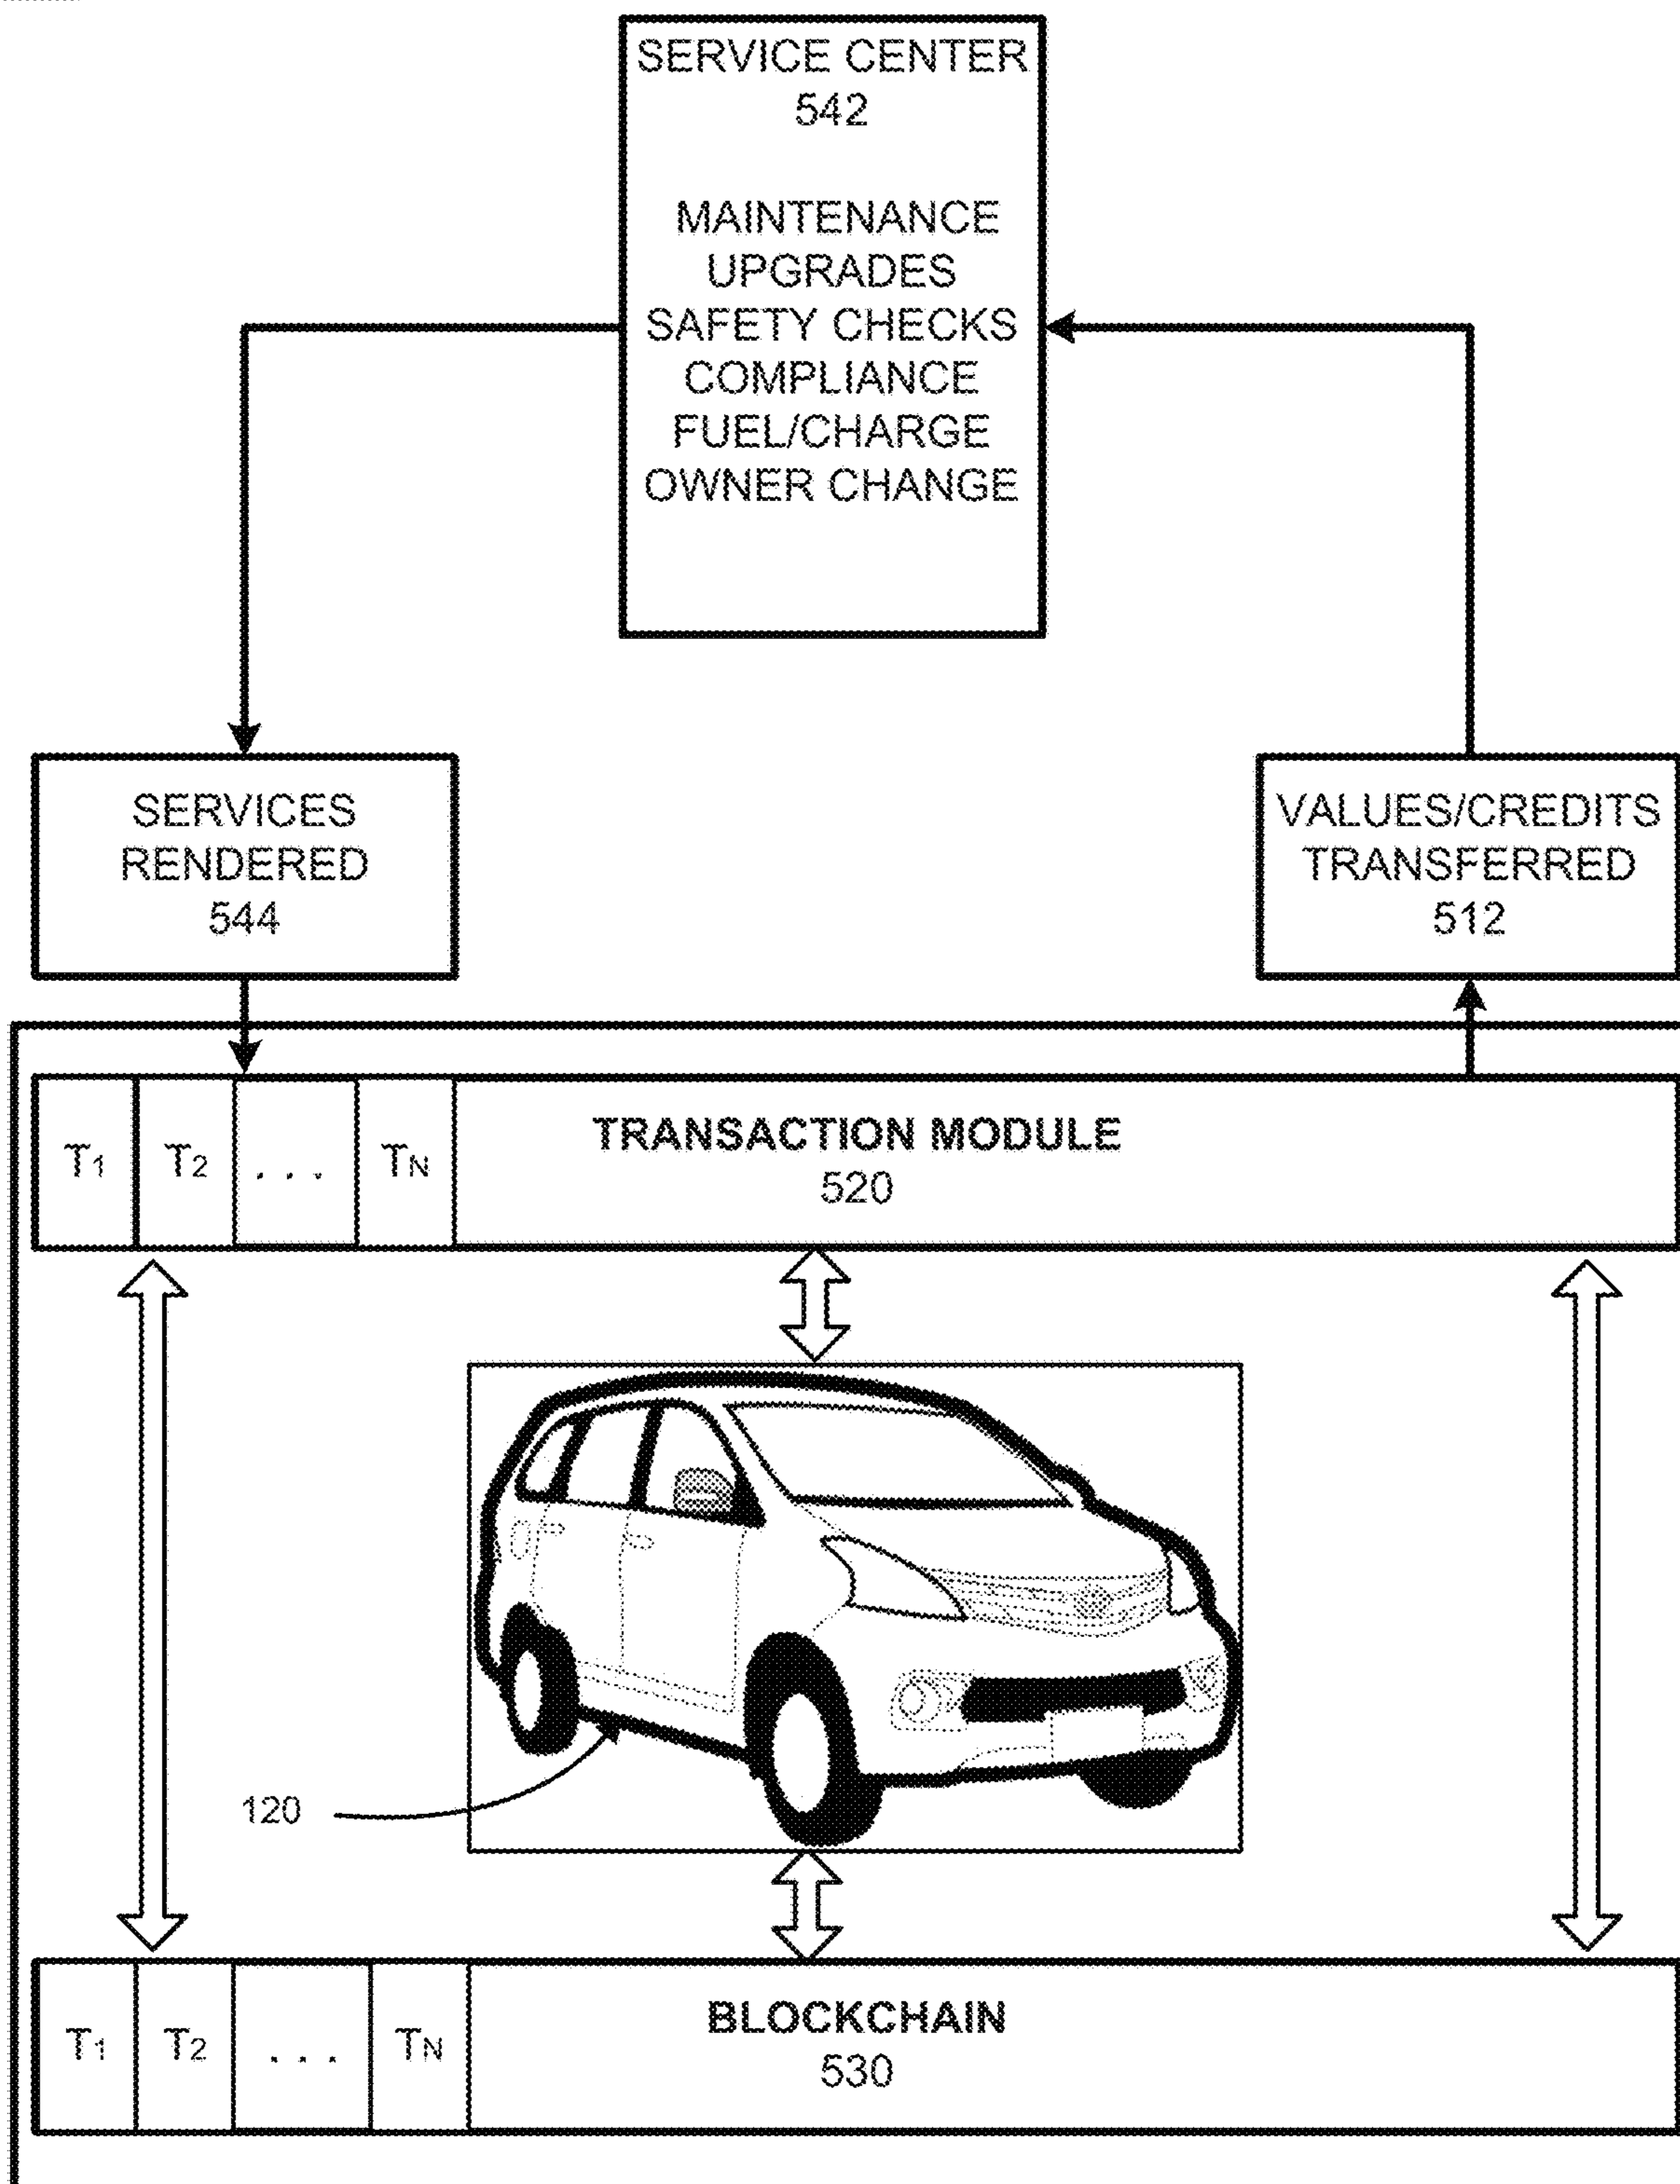 SERVICE CENTER
542
MAINTENANCE
UPGRADES
SAFETY CHECKS
COMPLIANCE
FUEL/CHARGE
OWNER CHANGE
SERVICES
RENDERED
544
VALUES/CREDITS
TRANSFERRED
512
T1 T2 . . . TN
TRANSACTION MODULE
520
120
T1 T2 . . . TN
BLOCKCHAIN
530